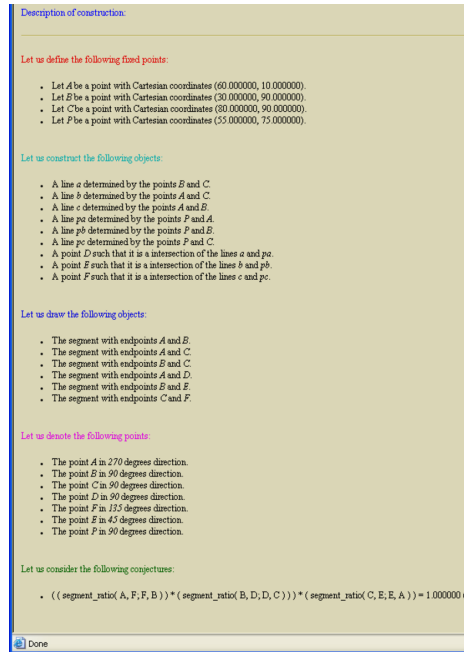 Description of construction:
Let us define the following fixed points:
Let A be a point with Cartesian coordinates (60.000000, 10.000000).
Let B be a point with Cartesian coordinates (30.000000, 90.000000).
Let C be a point with Cartesian coordinates (80.000000, 90.000000).
Let P be a point with Cartesian coordinates (55.000000, 75.000000).
Let us construct the following objects:
A line a determined by the points B and C.
A line b determined by the points A and C.
A line c determined by the points A and B.
A line pa determined by the points P and A.
A line pb determined by the points P and B.
A line pc determined by the points P and C.
A point D such that it is a intersection of the lines a and pa.
A point E such that it is a intersection of the lines b and pb.
A point F such that it is a intersection of the lines c and pc.
Let us draw the following objects:
The segment with endpoints A and B.
The segment with endpoints A and C.
The segment with endpoints B and C.
The segment with endpoints A and D.
The segment with endpoints B and E.
The segment with endpoints C and F.
Let us denote the following points:
The point A in 270 degrees direction.
The point B in 90 degrees direction.
The point C in 90 degrees direction.
The point D in 90 degrees direction.
The point F in 135 degrees direction.
The point E in 45 degrees direction.
The point P in 90 degrees direction.
Let us consider the following conjectures:
( ( segment_ratio( A, F; F, B ) ) * ( segment_ratio( B, D; D, C ) ) ) * ( segment_ratio( C, E; E, A ) ) = 1.000000
Done